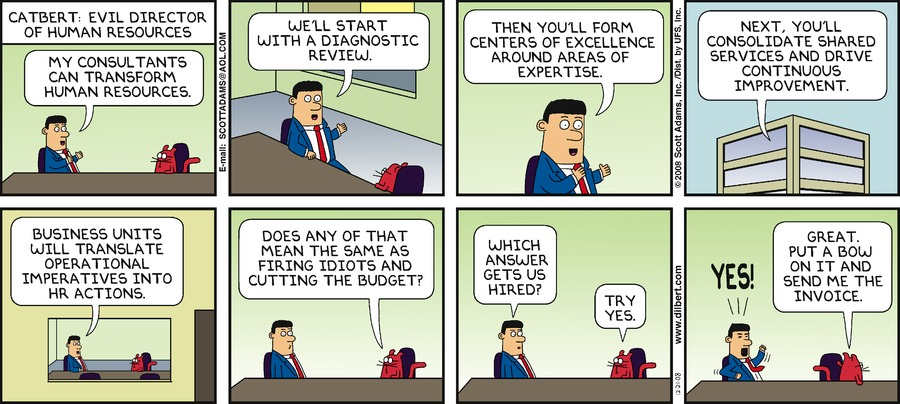 CATBERT: EVIL DIRECTOR
OF HUMAN RESOURCES
MY CONSULTANTS
CAN TRANSFORM
HUMAN RESOURCES.
E-mail: SCOTTADAMS@AOL.COM
WE'LL START
WITH A DIAGNOSTIC
REVIEW.
THEN YOU'LL FORM
CENTERS OF EXCELLENCE
AROUND AREAS OF
EXPERTISE.
© 2008 Scott Adams, Inc. /Dist. by UFS, Inc.
NEXT, YOU'LL
CONSOLIDATE SHARED
SERVICES AND DRIVE
CONTINUOUS
IMPROVEMENT.
BUSINESS UNITS
WILL TRANSLATE
OPERATIONAL
IMPERATIVES INTO
HR ACTIONS.
DOES ANY OF THAT
MEAN THE SAME AS
FIRING IDIOTS AND
CUTTING THE BUDGET?
WHICH
ANSWER
GETS US
HIRED?
TRY
YES.
www.dilbert.com
YES!
GREAT.
PUT A BOW
ON IT AND
SEND ME THE
INVOICE.